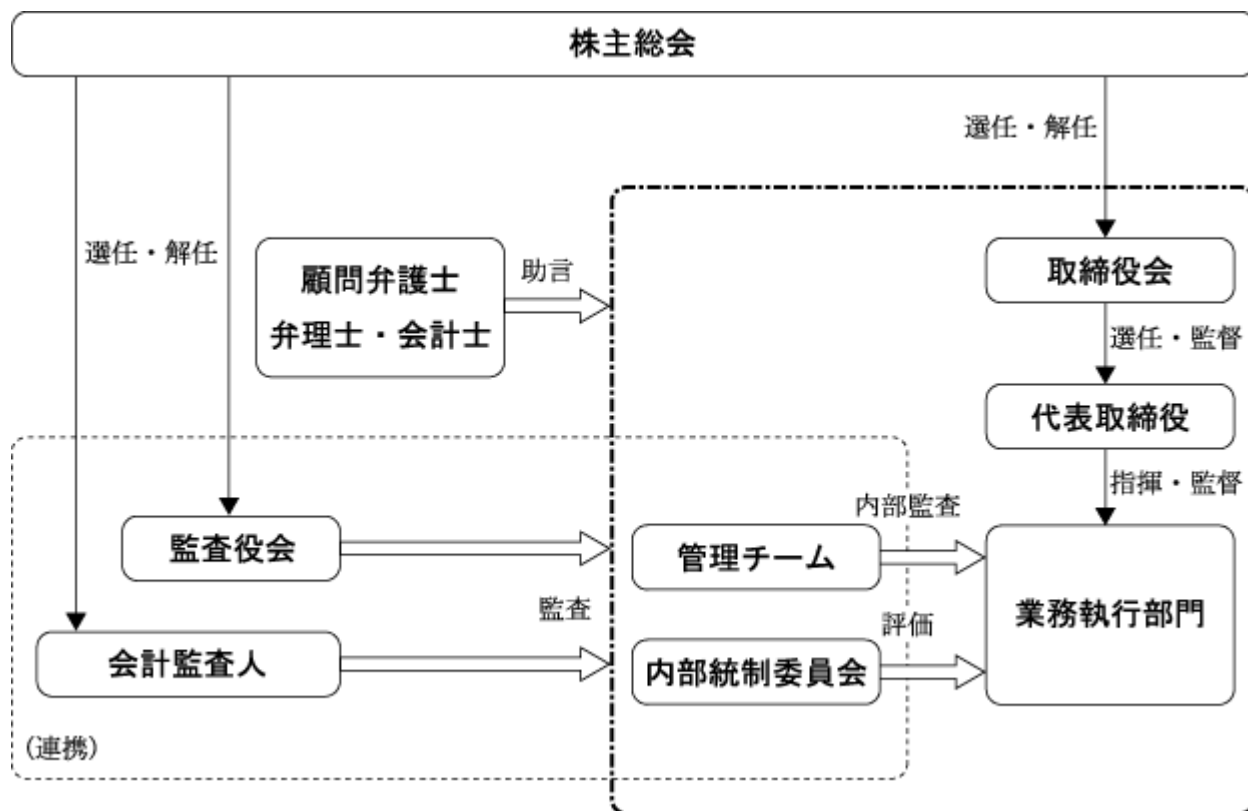 株主総会
選任・解任
選任・解任
顧問弁護士
弁理士・会計士
助言
取締役会
選任・監督
代表取締役
指揮・監督
内部監査
監査役会
管理チーム
業務執行部門
監査
評価
会計監査人
内部統制委員会
(連携)